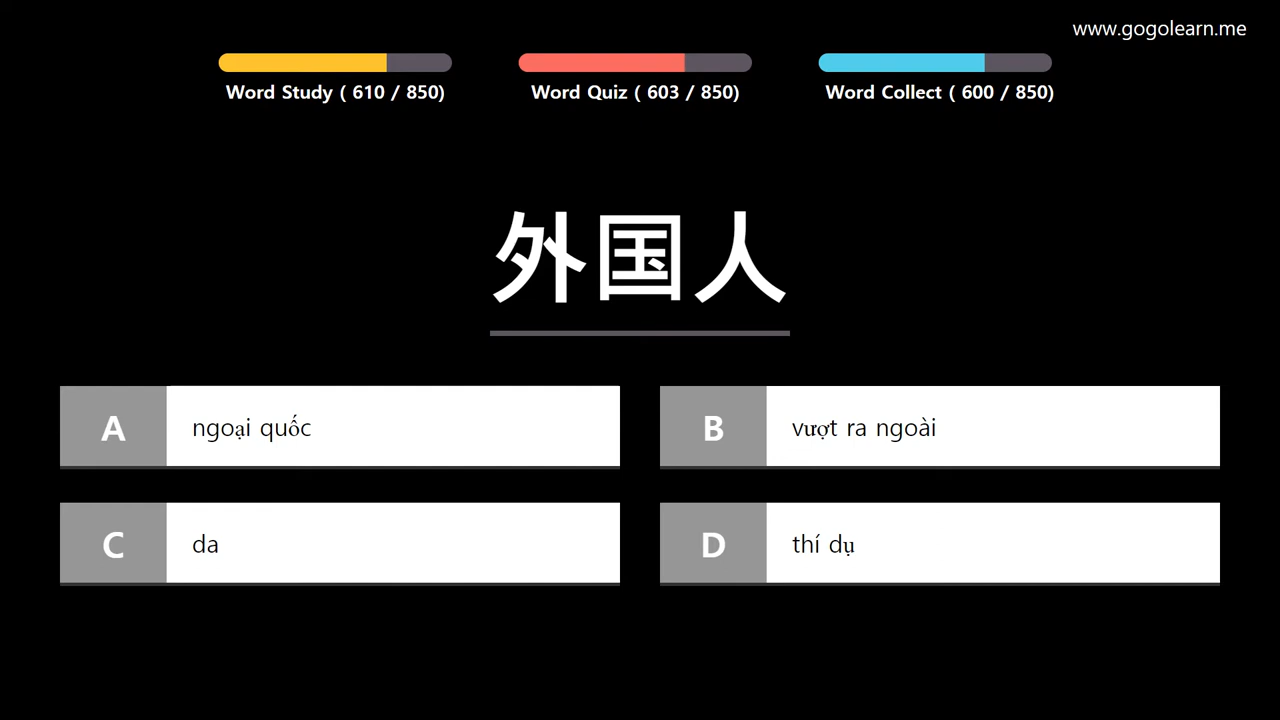 www.gogolearn.me
Word Study ( 610 / 850)
Word Quiz ( 603 / 850)
Word Collect ( 600 / 850)
外国人
A ngoại quốc
B vượt ra ngoài
C da
D thí dụ